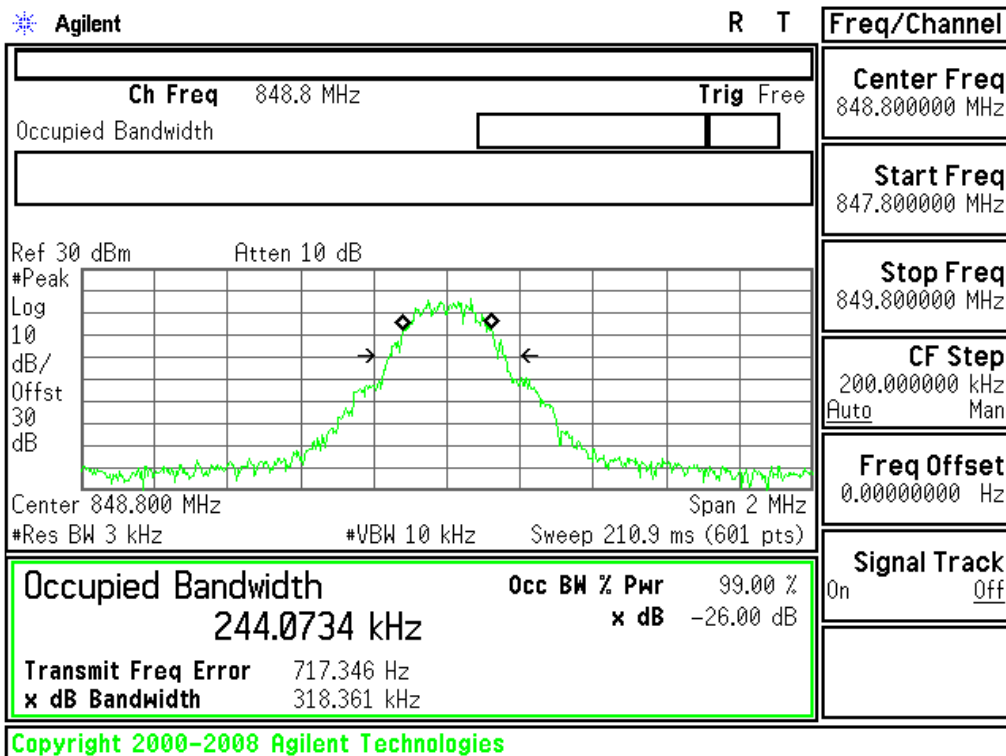 Agilent R T
Ch Freq 848.8 MHz Trig Free
Occupied Bandwidth
Ref 30 dBm Atten 10 dB
#Peak
Log
10
dB/
Offst
30
dB
Center 848.800 MHz Span 2 MHz
#Res BW 3 kHz #VBW 10 kHz Sweep 210.9 ms (601 pts)
Occupied Bandwidth Occ BW % Pwr 99.00 %
244.0734 kHz x dB -26.00 dB
Transmit Freq Error 717.346 Hz
x dB Bandwidth 318.361 kHz
Copyright 2000-2008 Agilent Technologies
Freq/Channel
Center Freq
848.800000 MHz
Start Freq
847.800000 MHz
Stop Freq
849.800000 MHz
CF Step
200.000000 kHz
Auto Man
Freq Offset
0.00000000 Hz
Signal Track
On Off